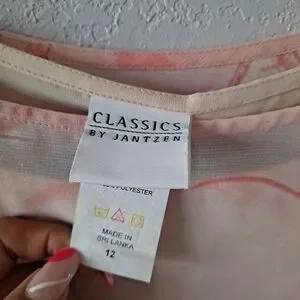 CLASSICS
BY JANTZEN
POLYESTER
MADE IN
SRI LANKA
12